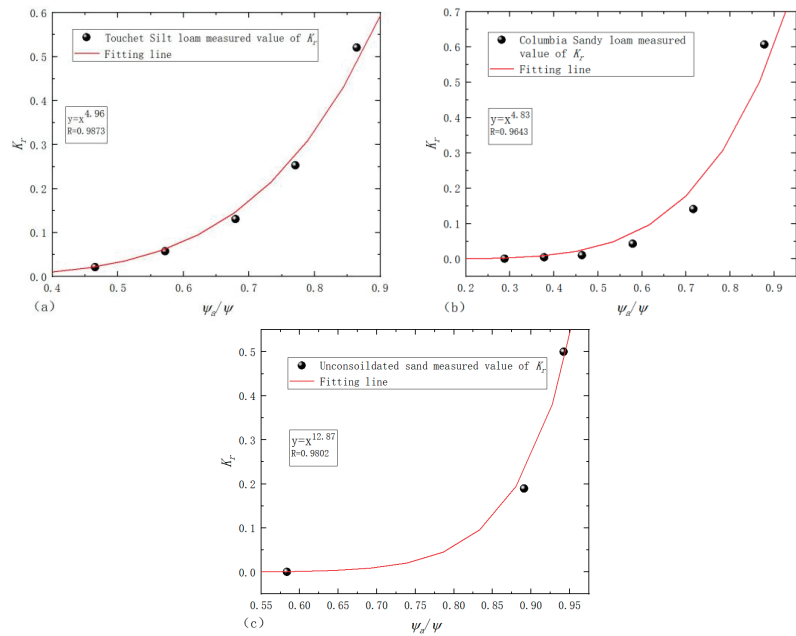 0.6
0.5
0.4
0.3
0.2
0.1
0.0
K_r
Touchet Silt loam measured value of K_r
Fitting line
y=x^4.96
R=0.9873
0.4 0.5 0.6 0.7 0.8 0.9
(a)
ψ_a/ψ
0.7
0.6
0.5
0.4
0.3
0.2
0.1
0.0
K_r
Columbia Sandy loam measured
value of K_r
Fitting line
y=x^4.83
R=0.9643
0.2 0.3 0.4 0.5 0.6 0.7 0.8 0.9
(b)
ψ_a/ψ
0.5
0.4
0.3
0.2
0.1
0.0
K_r
Unconsoildated sand measured value of K_r
Fitting line
y=x^12.87
R=0.9802
0.55 0.60 0.65 0.70 0.75 0.80 0.85 0.90 0.95
(c)
ψ_a/ψ